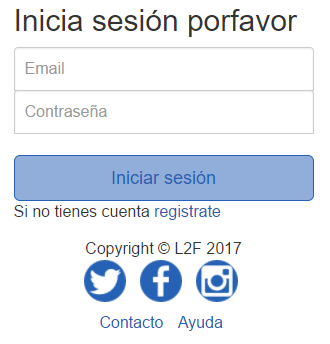 Inicia sesión porfavor
Email
Contraseña
Iniciar sesión
Si no tienes cuenta registrate
Copyright © L2F 2017
Contacto Ayuda